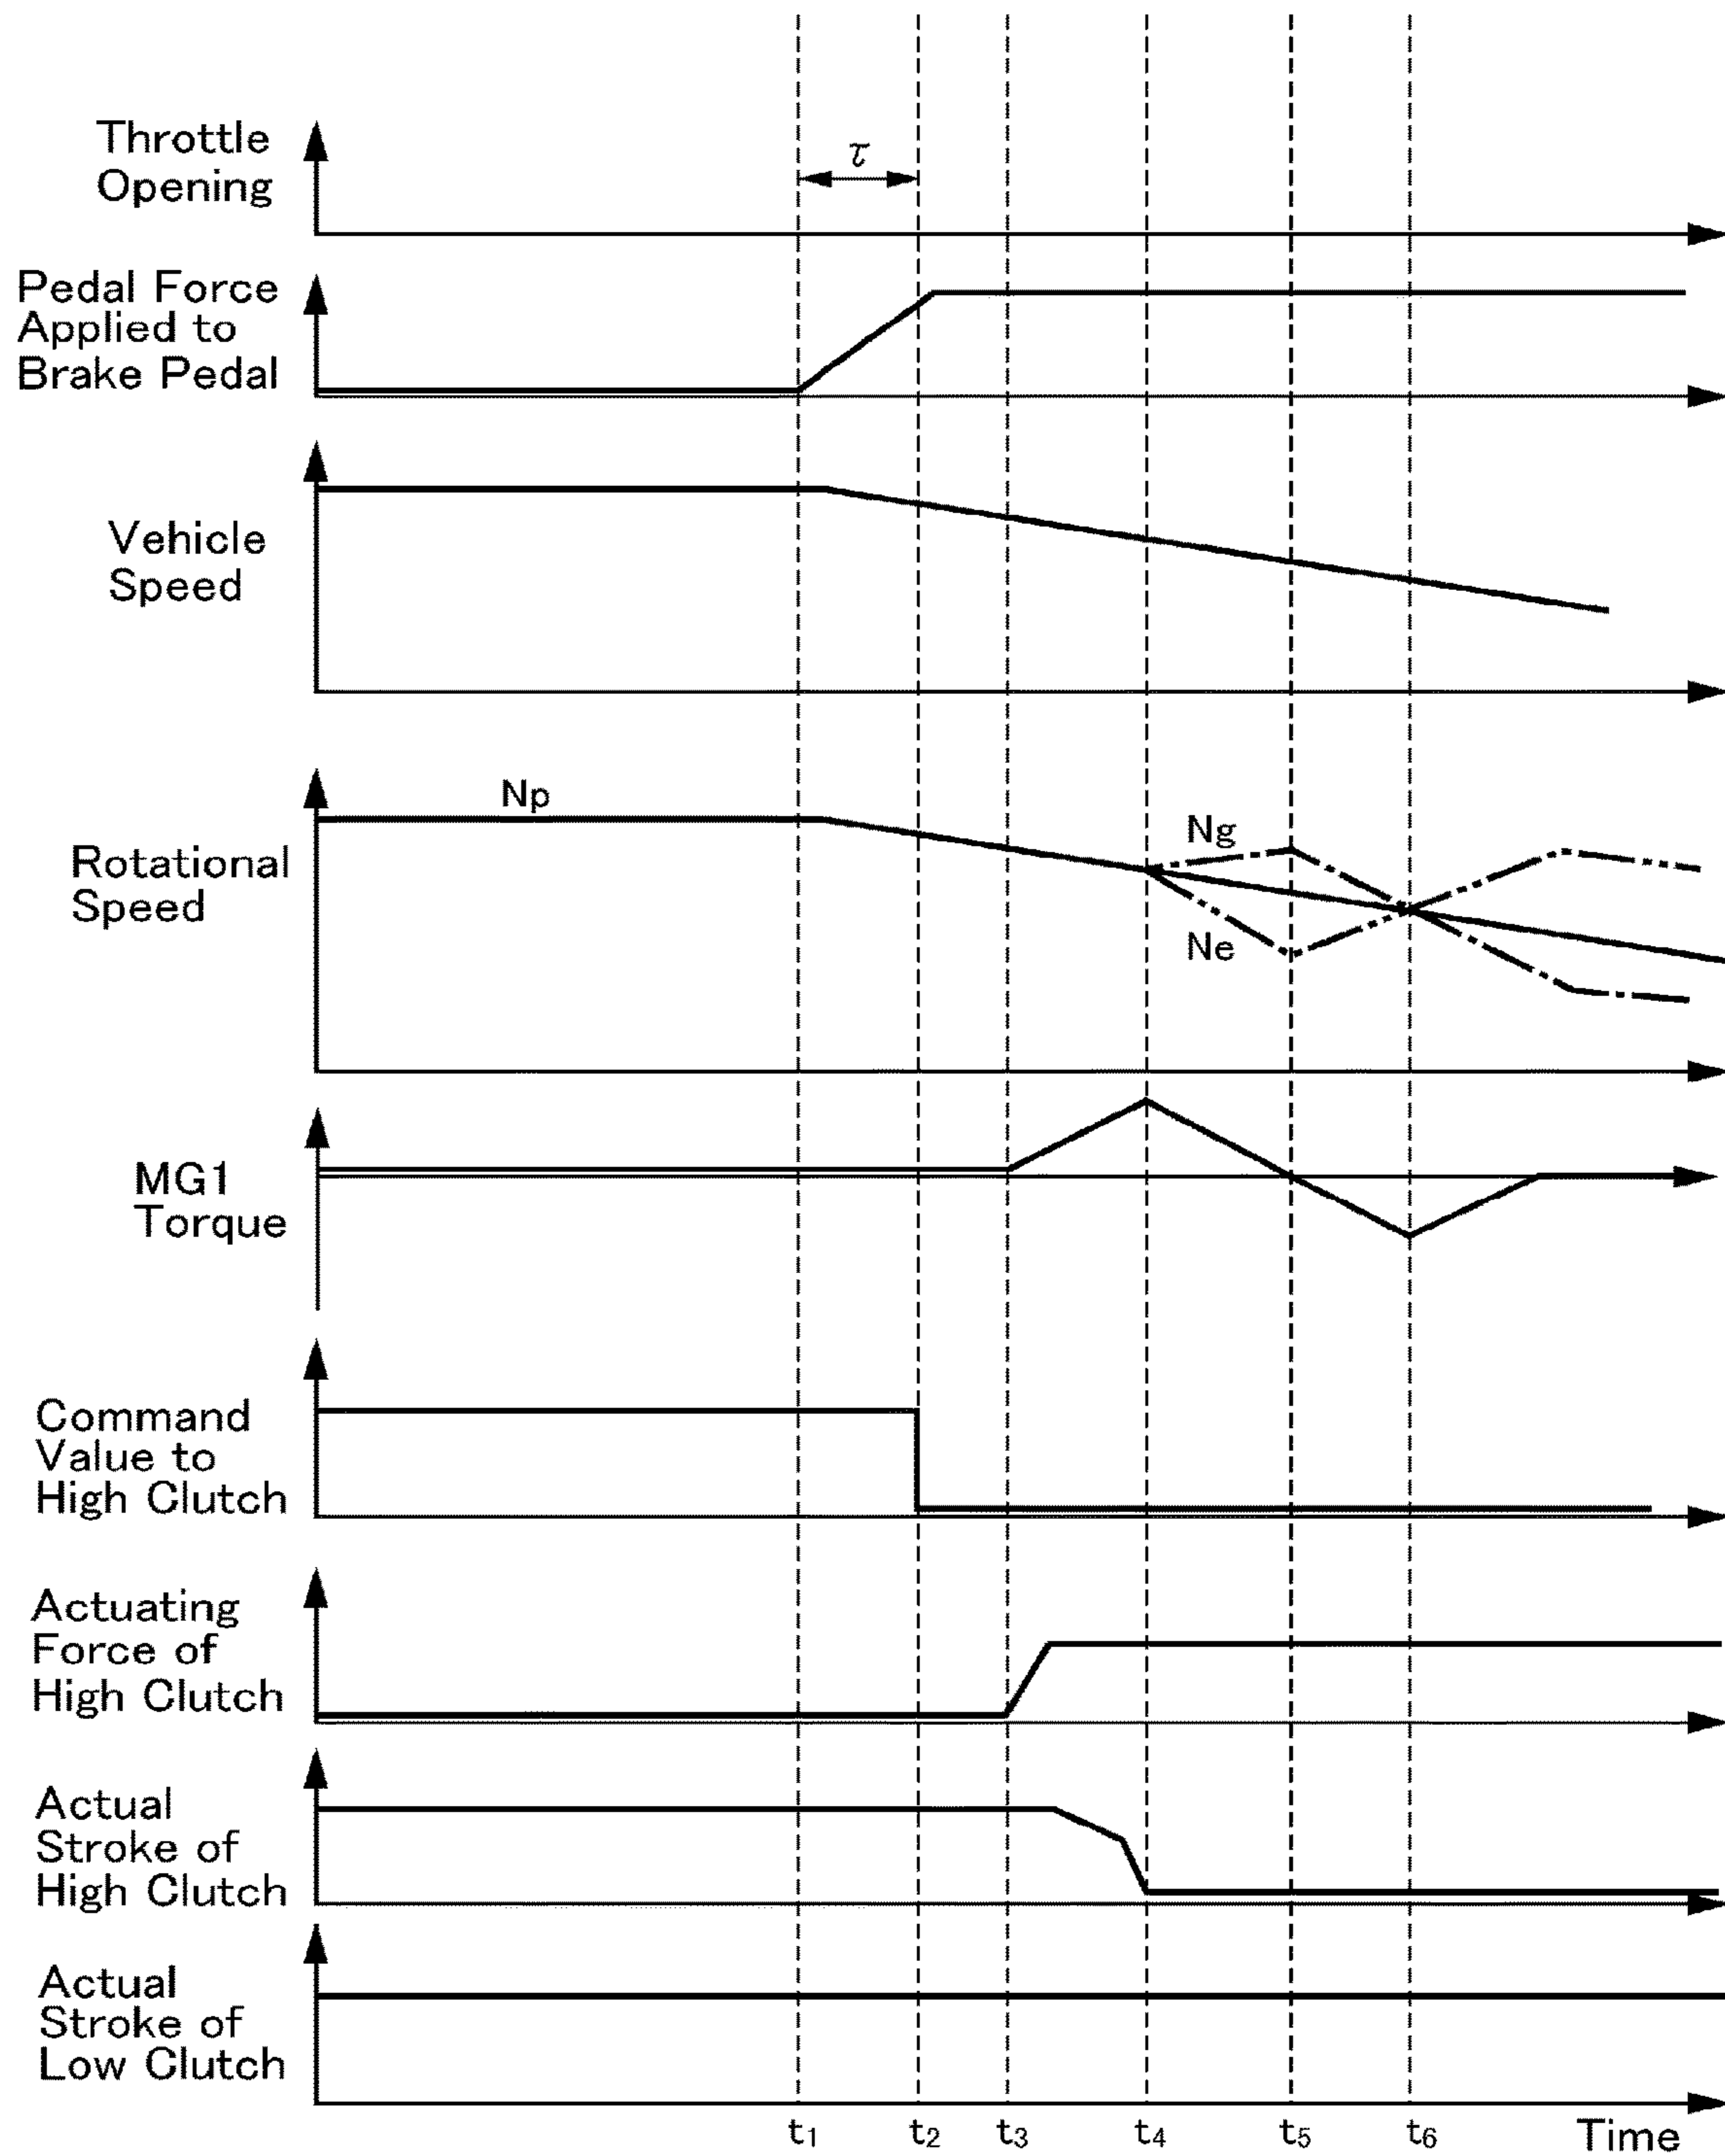 Throttle
Opening
τ
Pedal Force
Applied to
Brake Pedal
Vehicle
Speed
Np
Ng
Rotational
Speed
Ne
MG1
Torque
Command
Value to
High Clutch
Actuating
Force of
High Clutch
Actual
Stroke of
High Clutch
Actual
Stroke of
Low Clutch
t1 t2 t3 t4 t5 t6 Time